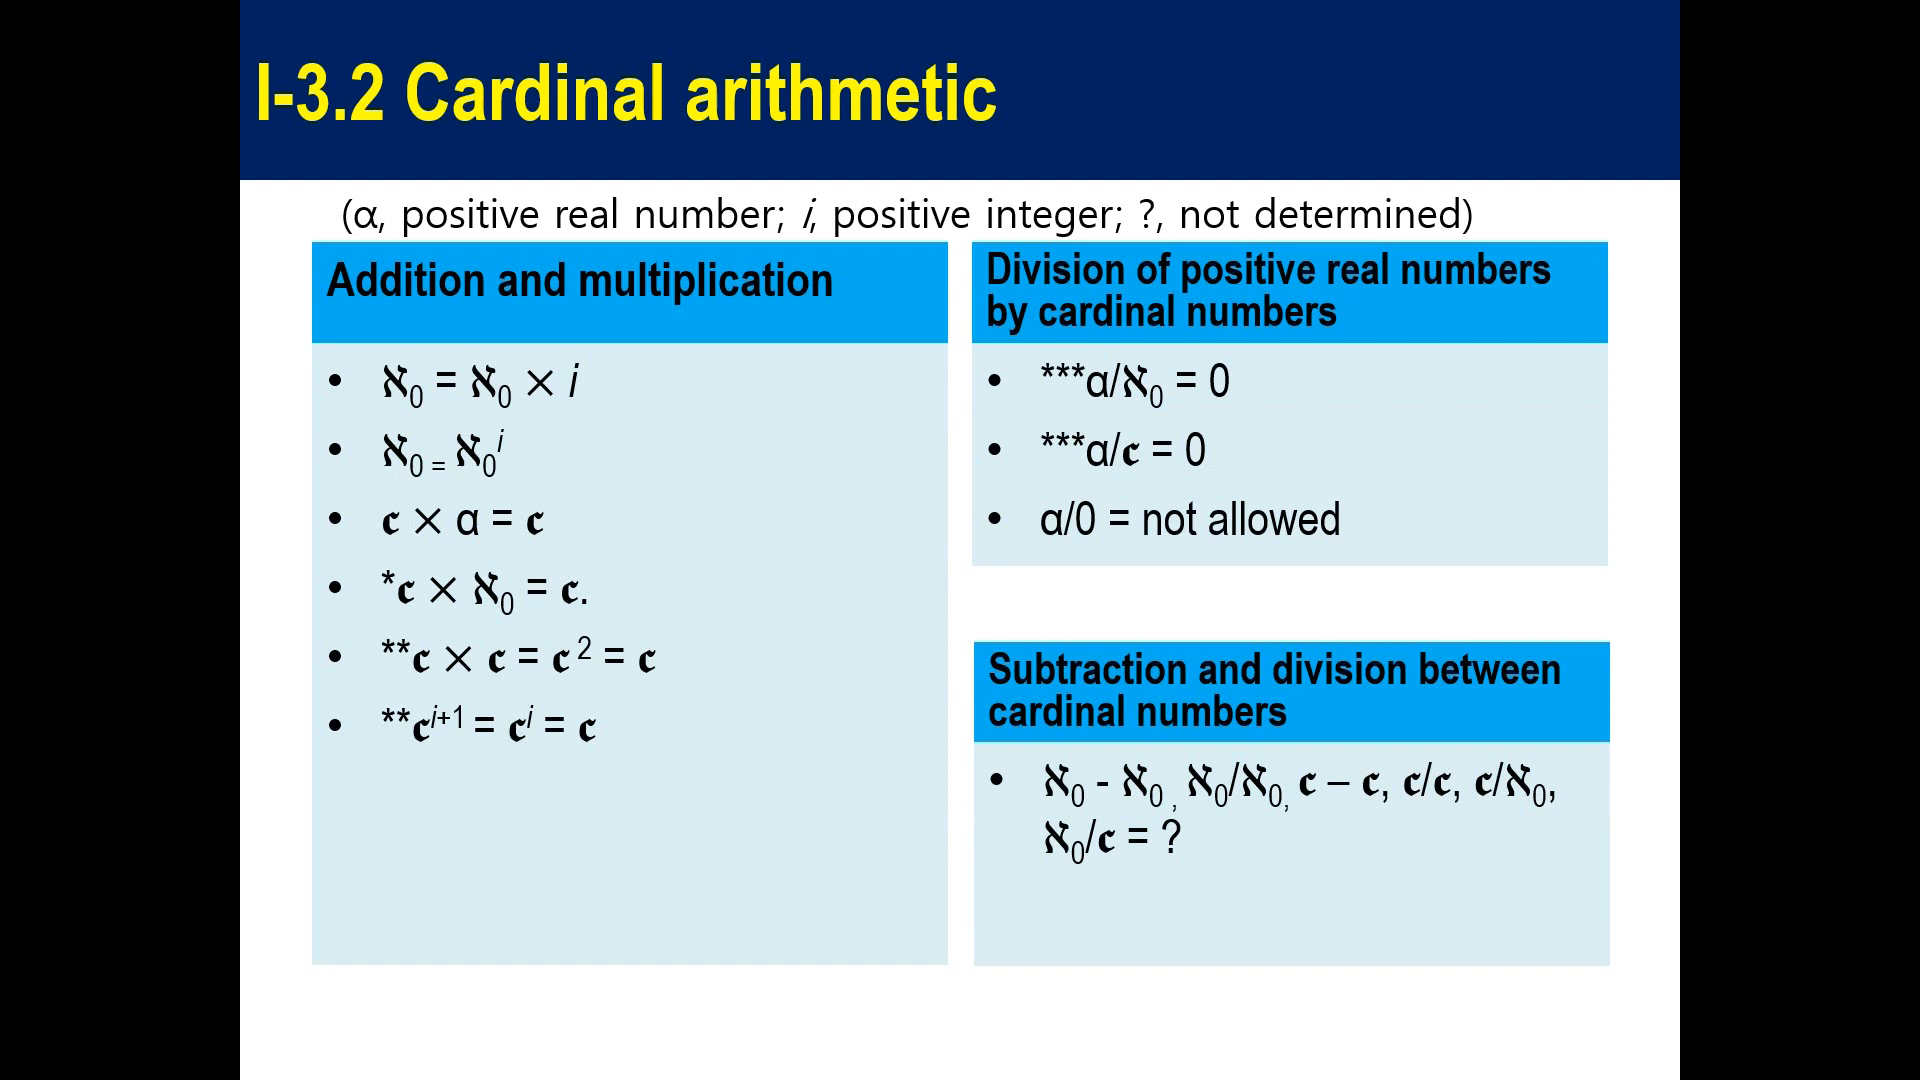 I-3.2 Cardinal arithmetic
(α, positive real number; i, positive integer; ?, not determined)
Addition and multiplication
• ℵ₀ = ℵ₀ × i
• ℵ₀ ₌ ℵ₀ⁱ
• 𝖈 × α = 𝖈
• *𝖈 × ℵ₀ = 𝖈.
• **𝖈 × 𝖈 = 𝖈 ² = 𝖈
• **𝖈ⁱ⁺¹ = 𝖈ⁱ = 𝖈
Division of positive real numbers
by cardinal numbers
• ***α/ℵ₀ = 0
• ***α/𝖈 = 0
• α/0 = not allowed
Subtraction and division between
cardinal numbers
• ℵ₀ - ℵ₀ , ℵ₀/ℵ₀, 𝖈 – 𝖈, 𝖈/𝖈, 𝖈/ℵ₀,
ℵ₀/𝖈 = ?